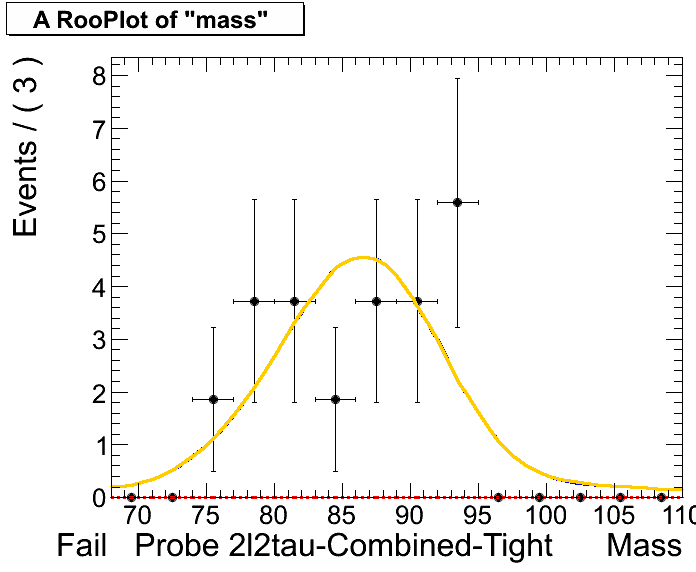 A RooPlot of "mass"
Events / ( 3 )
8
7
6
5
4
3
2
1
0
70 75 80 85 90 95 100 105 110
Fail Probe 2l2tau-Combined-Tight Mass